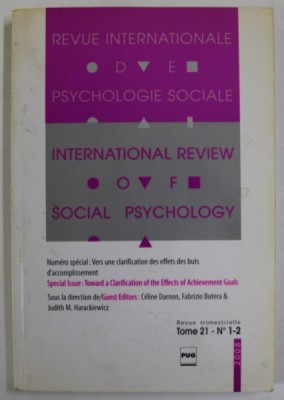 REVUE INTERNATIONALE
DE
PSYCHOLOGIE SOCIALE
INTERNATIONAL REVIEW
OF
SOCIAL PSYCHOLOGY
Numéro spécial : Vers une clarification des effets des buts
d'accomplissement
Special Issue : Toward a Clarification of the Effects of Achievement Goals
Sous la direction de/Guest Editors : Céline Darnon, Fabrizio Butera &
Judith M. Harackiewicz
Revue trimestrielle
Tome 21 - N° 1-2
PUG
2008